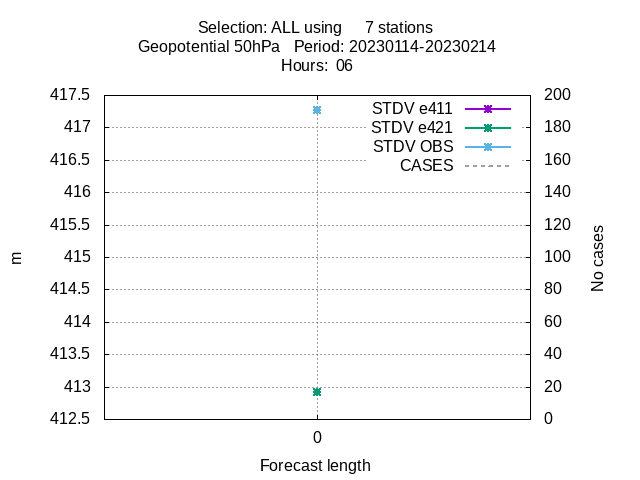 Selection: ALL using 7 stations
Geopotential 50hPa Period: 20230114-20230214
Hours: 06
417.5
417
416.5
416
415.5
415
414.5
414
413.5
413
412.5
200
180
160
140
120
100
80
60
40
20
0
STDV e411
STDV e421
STDV OBS
CASES
m
No cases
0
Forecast length